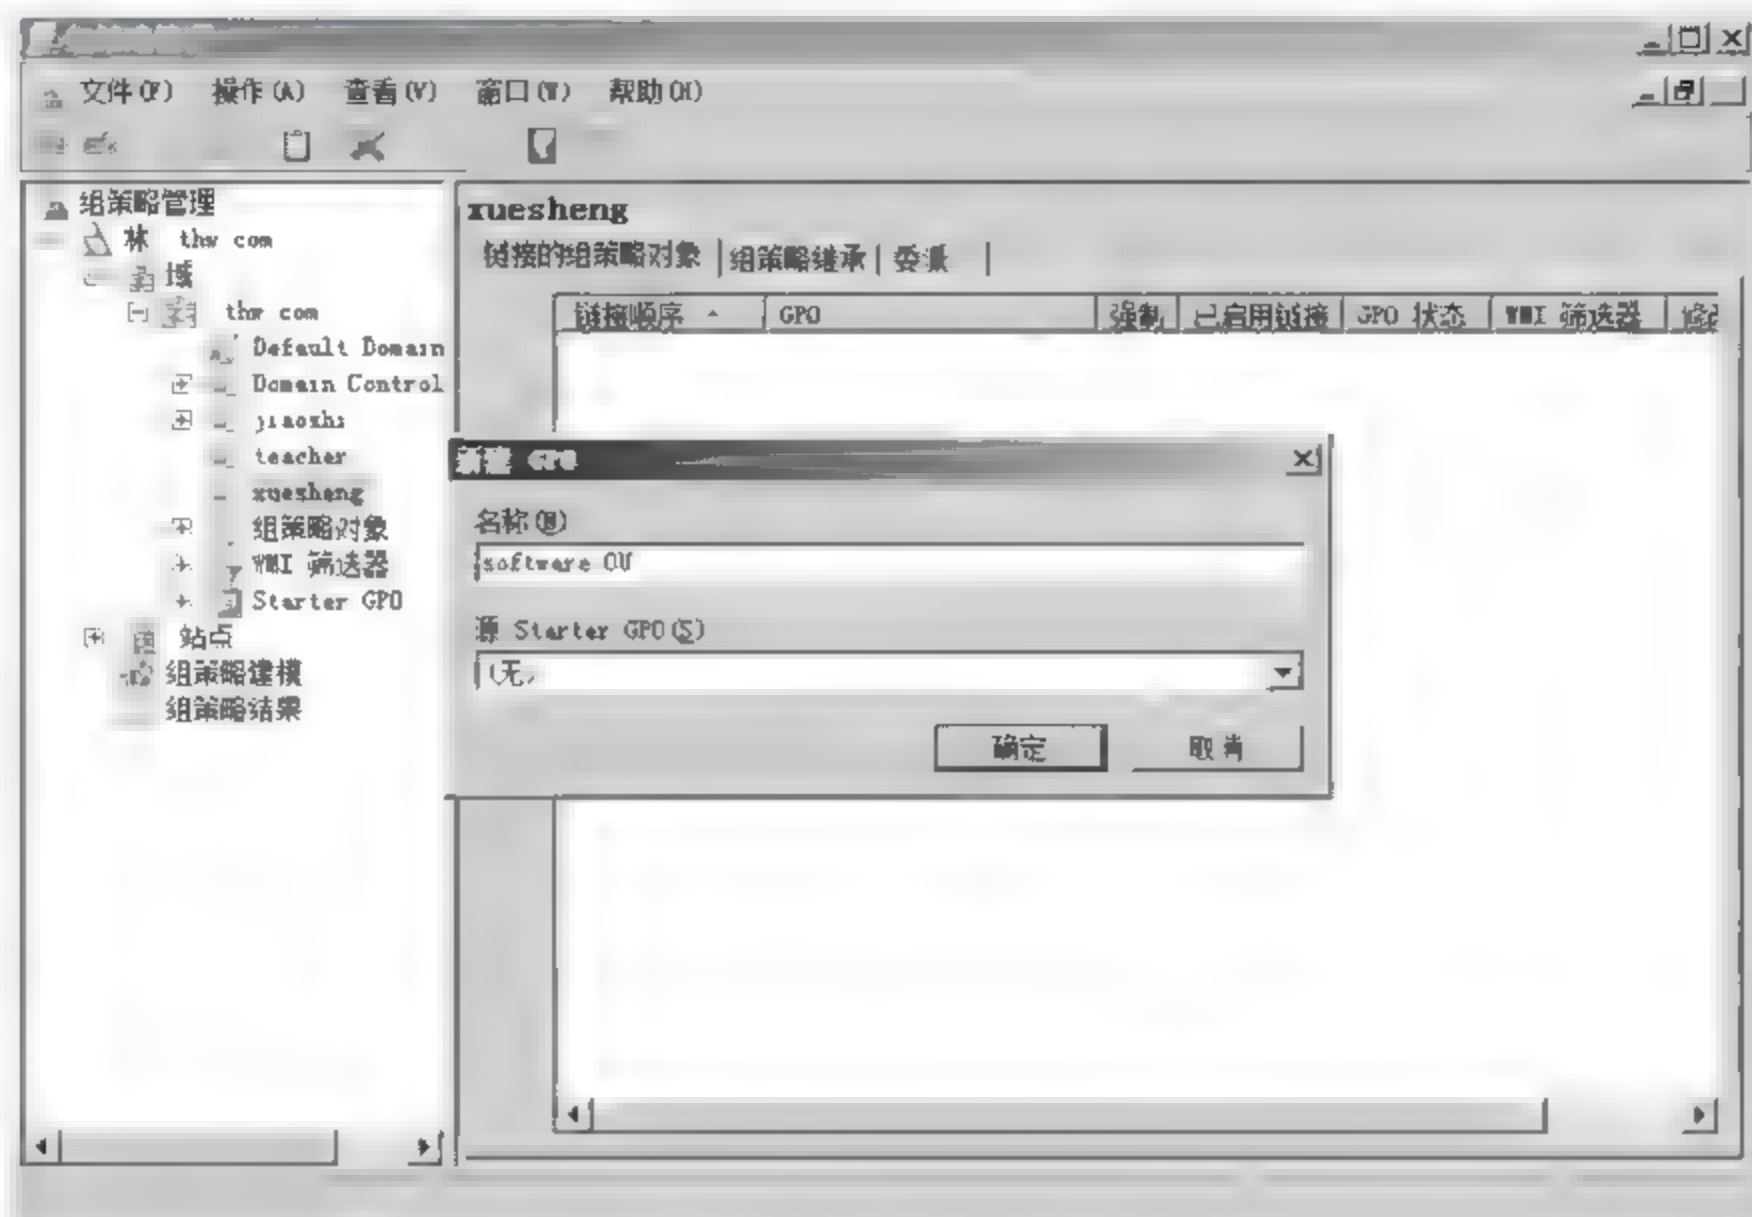 文件(F) 操作(A) 查看(V) 窗口(W) 帮助(H)
组策略管理
林 thw com
域
thw com
Default Domain
Domain Control
jiaoshi
teacher
xuesheng
组策略对象
WMI 筛选器
Starter GPO
站点
组策略建模
组策略结果
xuesheng
链接的组策略对象 组策略继承 委派
链接顺序 GPO 强制 已启用链接 GPO 状态 WMI 筛选器
新建 GPO
名称(N)
software OU
源 Starter GPO(S)
(无)
确定 取消